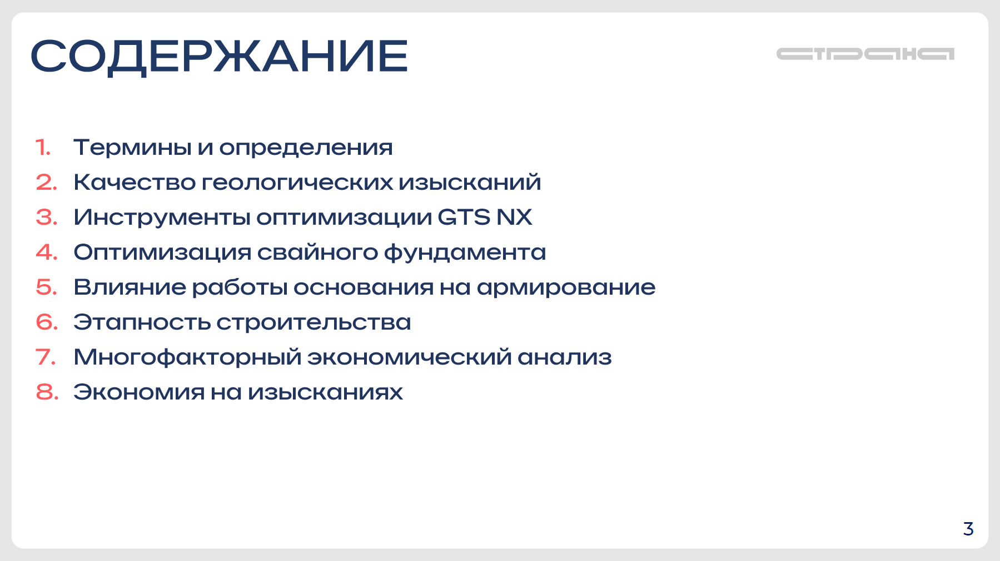 СОДЕРЖАНИЕ
страна
1. Термины и определения
2. Качество геологических изысканий
3. Инструменты оптимизации GTS NX
4. Оптимизация свайного фундамента
5. Влияние работы основания на армирование
6. Этапность строительства
7. Многофакторный экономический анализ
8. Экономия на изысканиях
3